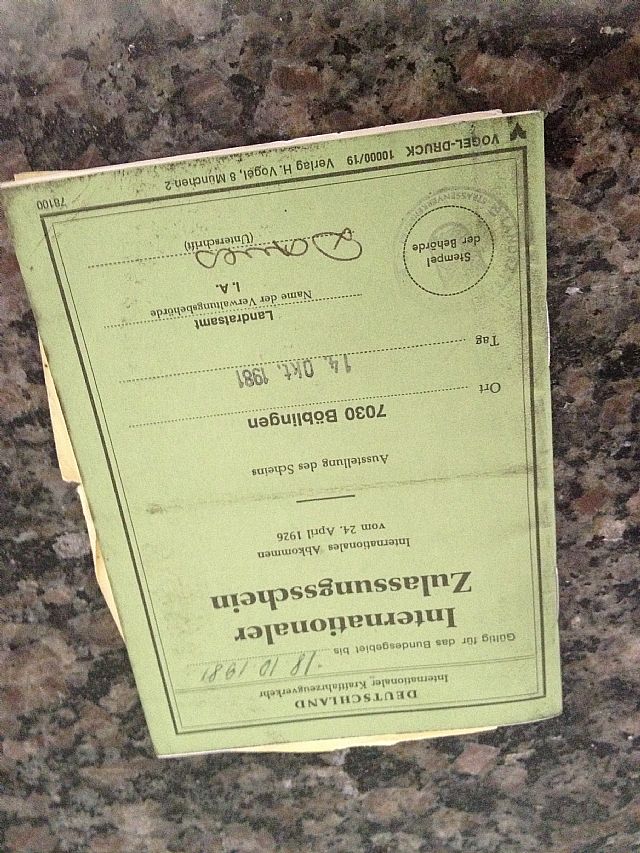 DEUTSCHLAND
Internationaler Kraftfahrzeugverkehr
Gültig für das Bundesgebiet bis 18 10 1981
Internationaler
Zulassungsschein
Internationales Abkommen
vom 24. April 1926
Ausstellung des Scheins
7030 Böblingen
Ort
14. Okt. 1981
Tag
Landratsamt
Name der Verwaltungsbehörde
I. A.
(Unterschrift)
Stempel
der Behörde
VOGEL-DRUCK 10000/19 Verlag H. Vogel, 8 München 2
78100